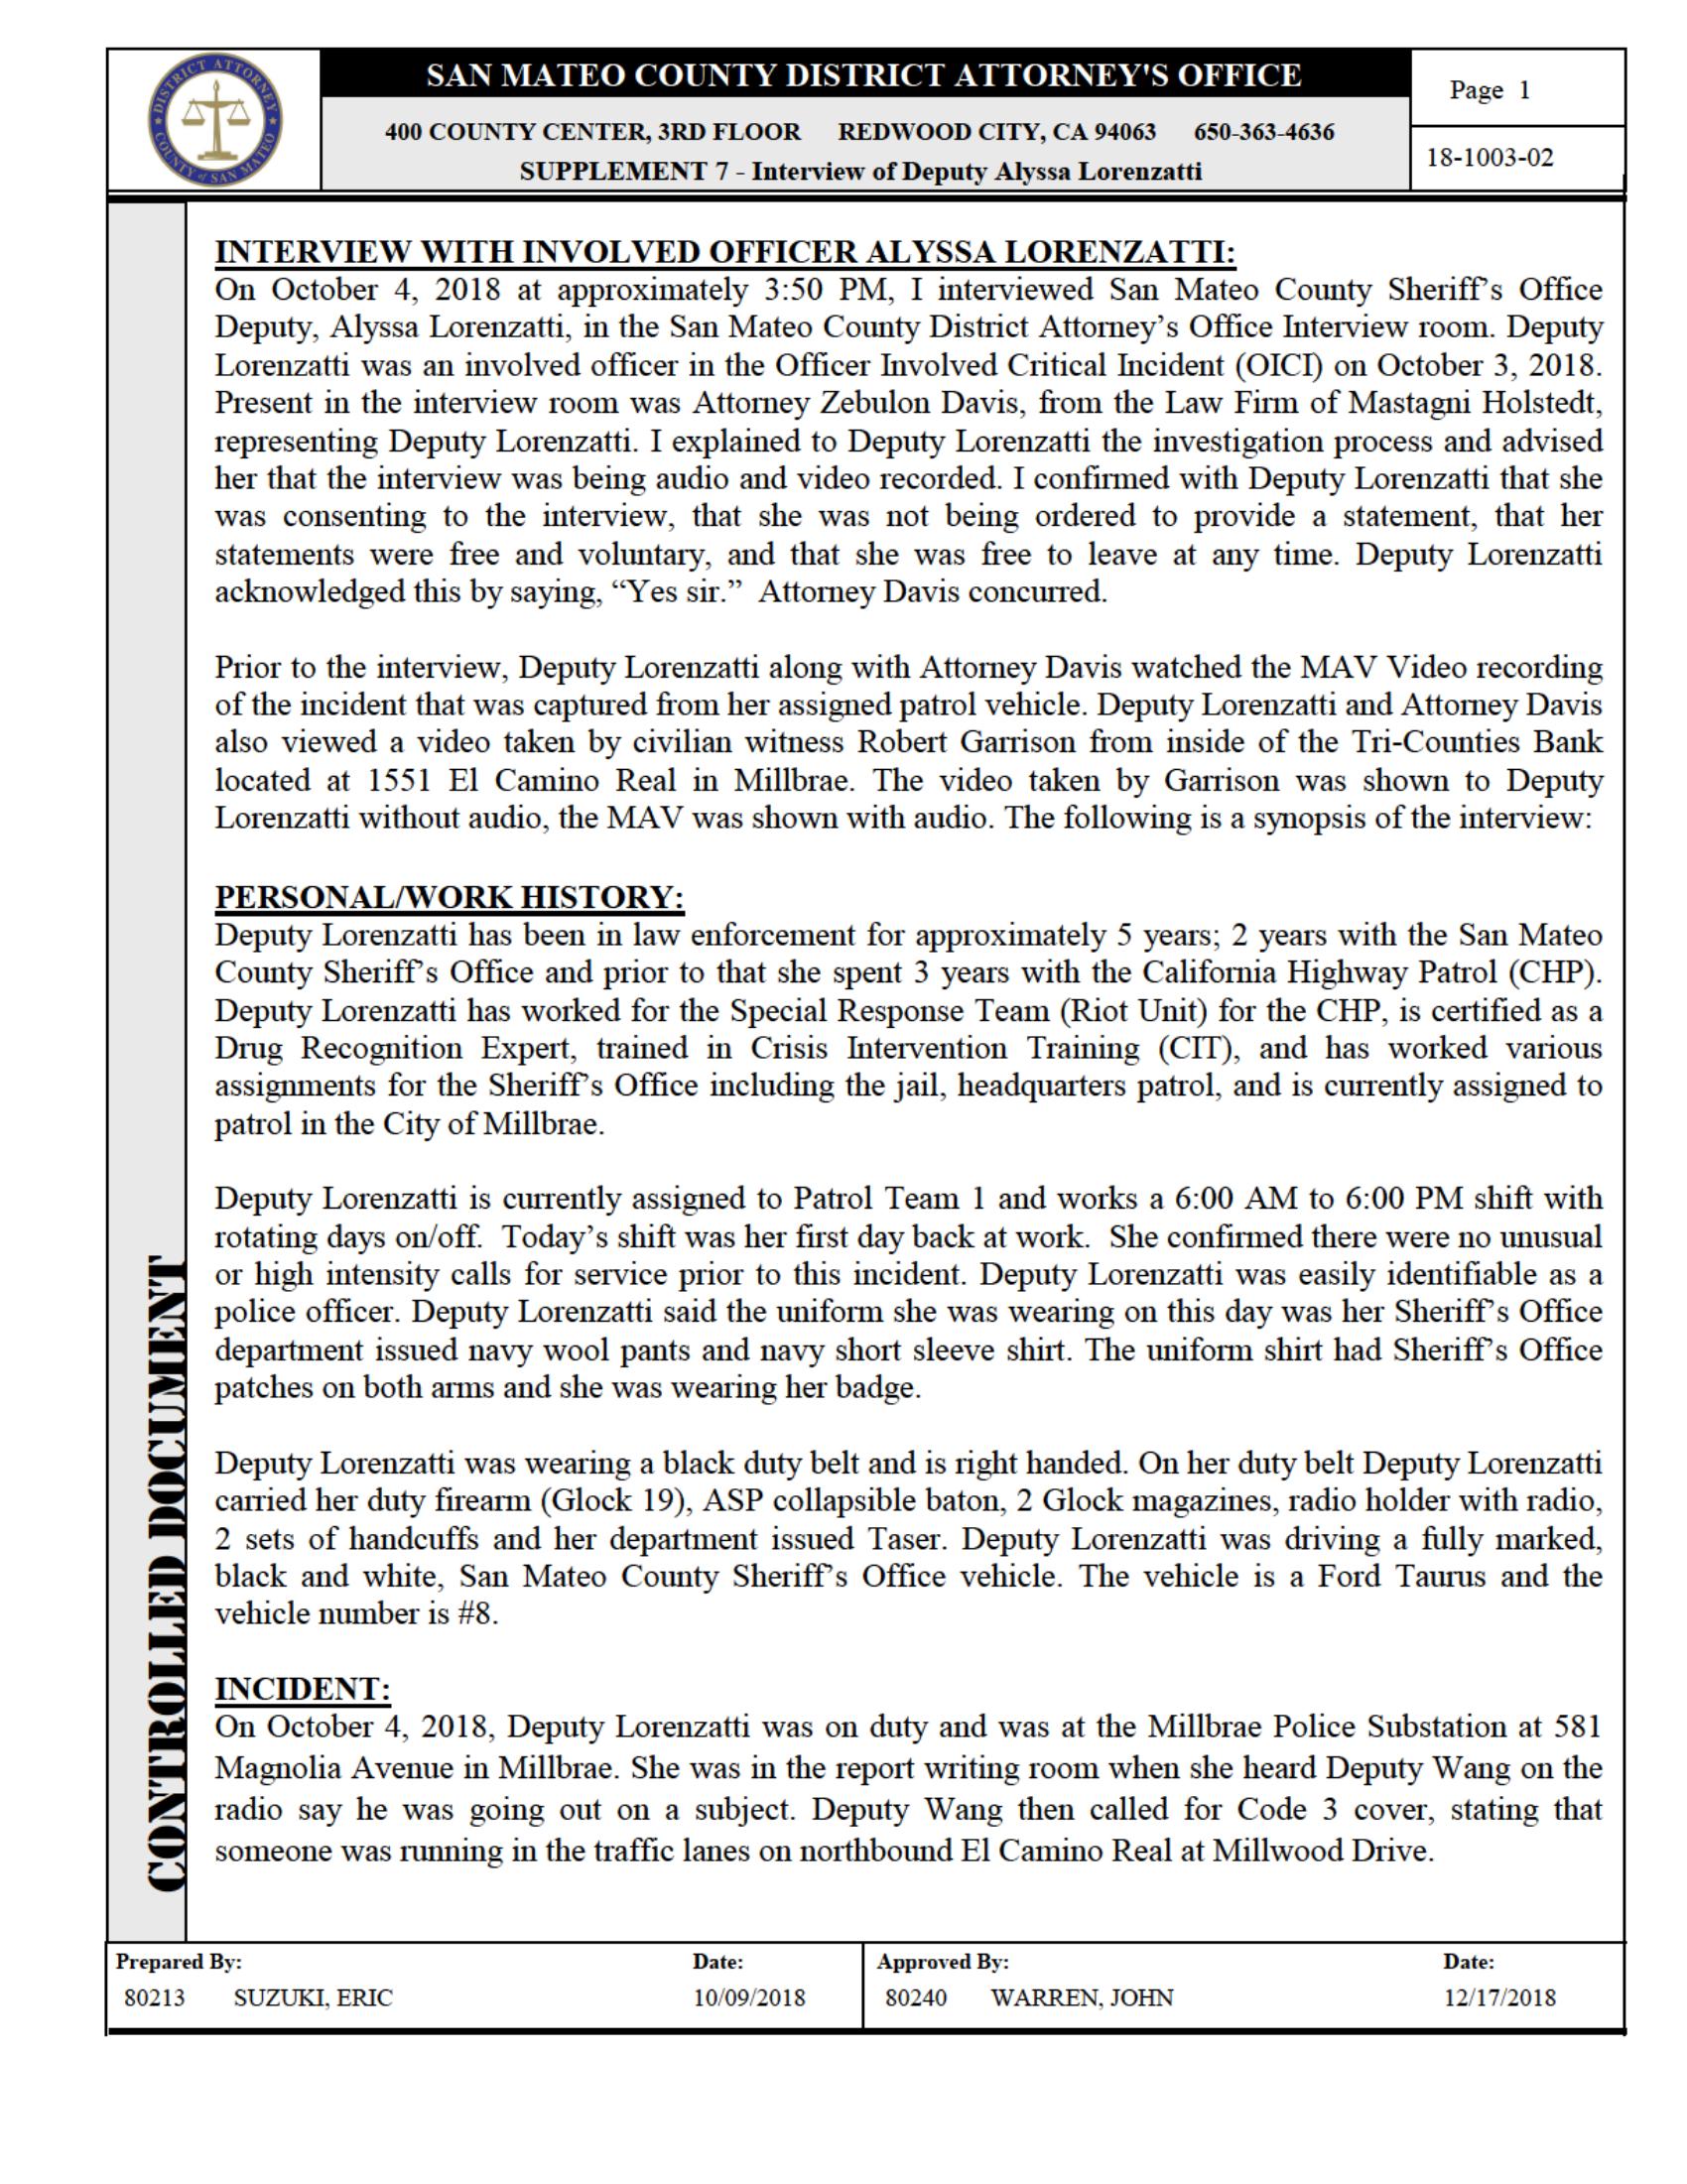 DISTRICT ATTORNEY
COUNTY of SAN MATEO
SAN MATEO COUNTY DISTRICT ATTORNEY'S OFFICE
400 COUNTY CENTER, 3RD FLOOR REDWOOD CITY, CA 94063 650-363-4636
SUPPLEMENT 7 - Interview of Deputy Alyssa Lorenzatti
Page 1
18-1003-02
INTERVIEW WITH INVOLVED OFFICER ALYSSA LORENZATTI:
On October 4, 2018 at approximately 3:50 PM, I interviewed San Mateo County Sheriff’s Office
Deputy, Alyssa Lorenzatti, in the San Mateo County District Attorney’s Office Interview room. Deputy
Lorenzatti was an involved officer in the Officer Involved Critical Incident (OICI) on October 3, 2018.
Present in the interview room was Attorney Zebulon Davis, from the Law Firm of Mastagni Holstedt,
representing Deputy Lorenzatti. I explained to Deputy Lorenzatti the investigation process and advised
her that the interview was being audio and video recorded. I confirmed with Deputy Lorenzatti that she
was consenting to the interview, that she was not being ordered to provide a statement, that her
statements were free and voluntary, and that she was free to leave at any time. Deputy Lorenzatti
acknowledged this by saying, “Yes sir.” Attorney Davis concurred.
Prior to the interview, Deputy Lorenzatti along with Attorney Davis watched the MAV Video recording
of the incident that was captured from her assigned patrol vehicle. Deputy Lorenzatti and Attorney Davis
also viewed a video taken by civilian witness Robert Garrison from inside of the Tri-Counties Bank
located at 1551 El Camino Real in Millbrae. The video taken by Garrison was shown to Deputy
Lorenzatti without audio, the MAV was shown with audio. The following is a synopsis of the interview:
PERSONAL/WORK HISTORY:
Deputy Lorenzatti has been in law enforcement for approximately 5 years; 2 years with the San Mateo
County Sheriff’s Office and prior to that she spent 3 years with the California Highway Patrol (CHP).
Deputy Lorenzatti has worked for the Special Response Team (Riot Unit) for the CHP, is certified as a
Drug Recognition Expert, trained in Crisis Intervention Training (CIT), and has worked various
assignments for the Sheriff’s Office including the jail, headquarters patrol, and is currently assigned to
patrol in the City of Millbrae.
Deputy Lorenzatti is currently assigned to Patrol Team 1 and works a 6:00 AM to 6:00 PM shift with
rotating days on/off. Today’s shift was her first day back at work. She confirmed there were no unusual
or high intensity calls for service prior to this incident. Deputy Lorenzatti was easily identifiable as a
police officer. Deputy Lorenzatti said the uniform she was wearing on this day was her Sheriff’s Office
department issued navy wool pants and navy short sleeve shirt. The uniform shirt had Sheriff’s Office
patches on both arms and she was wearing her badge.
Deputy Lorenzatti was wearing a black duty belt and is right handed. On her duty belt Deputy Lorenzatti
carried her duty firearm (Glock 19), ASP collapsible baton, 2 Glock magazines, radio holder with radio,
2 sets of handcuffs and her department issued Taser. Deputy Lorenzatti was driving a fully marked,
black and white, San Mateo County Sheriff’s Office vehicle. The vehicle is a Ford Taurus and the
vehicle number is #8.
INCIDENT:
On October 4, 2018, Deputy Lorenzatti was on duty and was at the Millbrae Police Substation at 581
Magnolia Avenue in Millbrae. She was in the report writing room when she heard Deputy Wang on the
radio say he was going out on a subject. Deputy Wang then called for Code 3 cover, stating that
someone was running in the traffic lanes on northbound El Camino Real at Millwood Drive.
CONTROLLED DOCUMENT
Prepared By: Date: Approved By: Date:
80213 SUZUKI, ERIC 10/09/2018 80240 WARREN, JOHN 12/17/2018